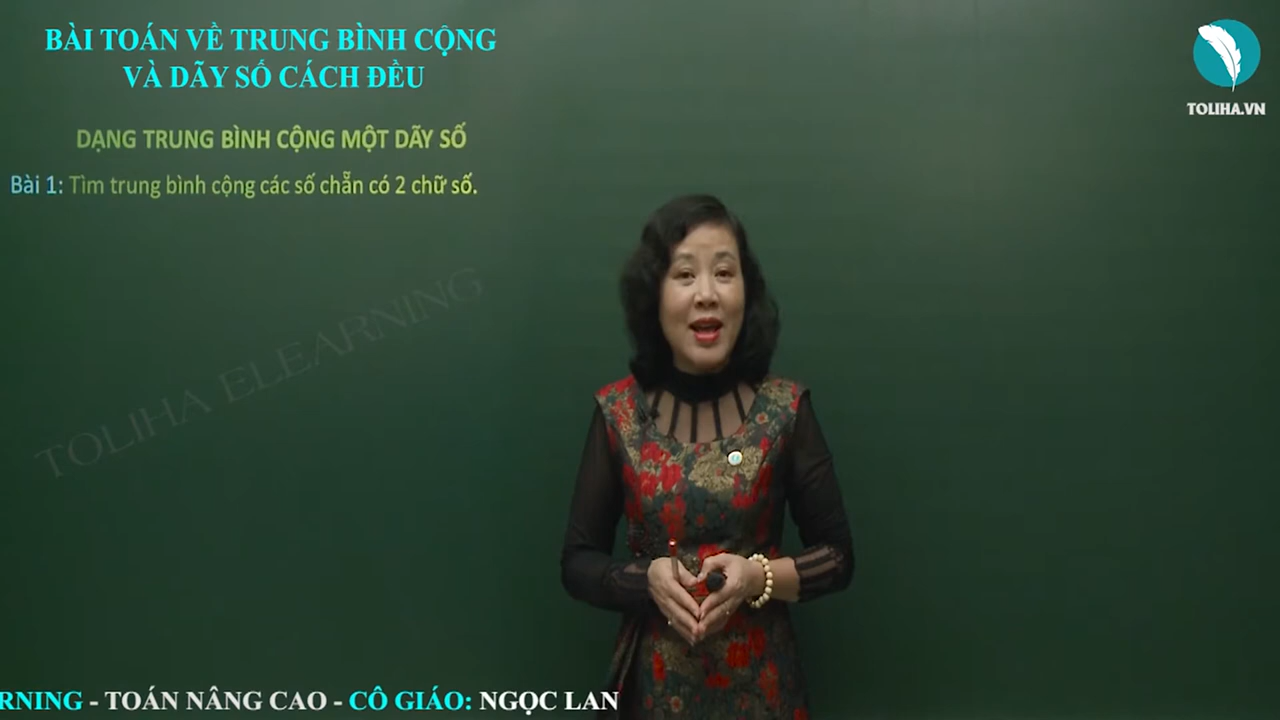 BÀI TOÁN VỀ TRUNG BÌNH CỘNG
VÀ DÃY SỐ CÁCH ĐỀU
TOLIHA.VN
DẠNG TRUNG BÌNH CỘNG MỘT DÃY SỐ
Bài 1: Tìm trung bình cộng các số chẵn có 2 chữ số.
TOLIHA ELEARNING
RNING - TOÁN NÂNG CAO - CÔ GIÁO: NGỌC LAN